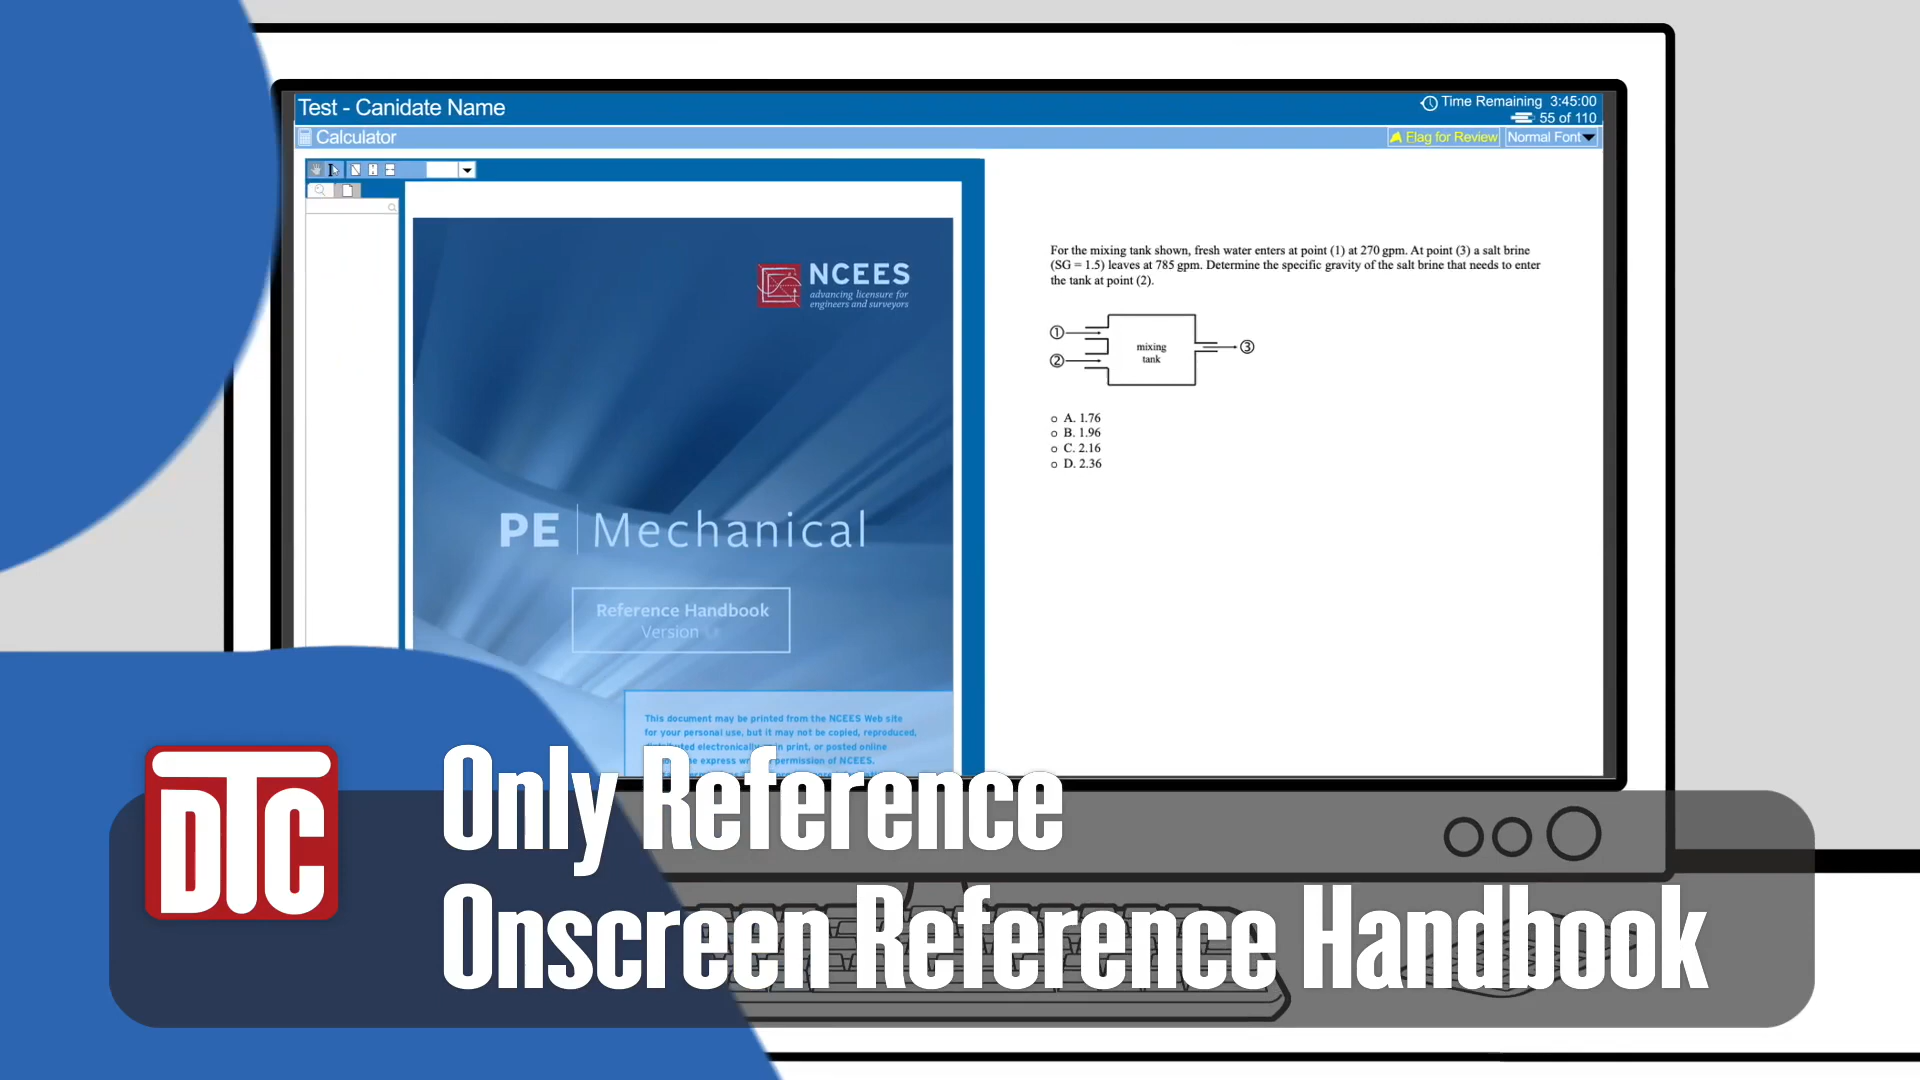 Test - Canidate Name
Time Remaining 3:45:00
55 of 110
Calculator
Flag for Review
Normal Font
NCEES
advancing licensure for
engineers and surveyors
PE Mechanical
Reference Handbook
Version
This document may be printed from the NCEES Web site
for your personal use, but it may not be copied, reproduced,
electronically in print, or posted online
express permission of NCEES.
For the mixing tank shown, fresh water enters at point (1) at 270 gpm. At point (3) a salt brine
(SG = 1.5) leaves at 785 gpm. Determine the specific gravity of the salt brine that needs to enter
the tank at point (2).
1
2
mixing
tank
3
A. 1.76
B. 1.96
C. 2.16
D. 2.36
DTC
Only Reference
Onscreen Reference Handbook